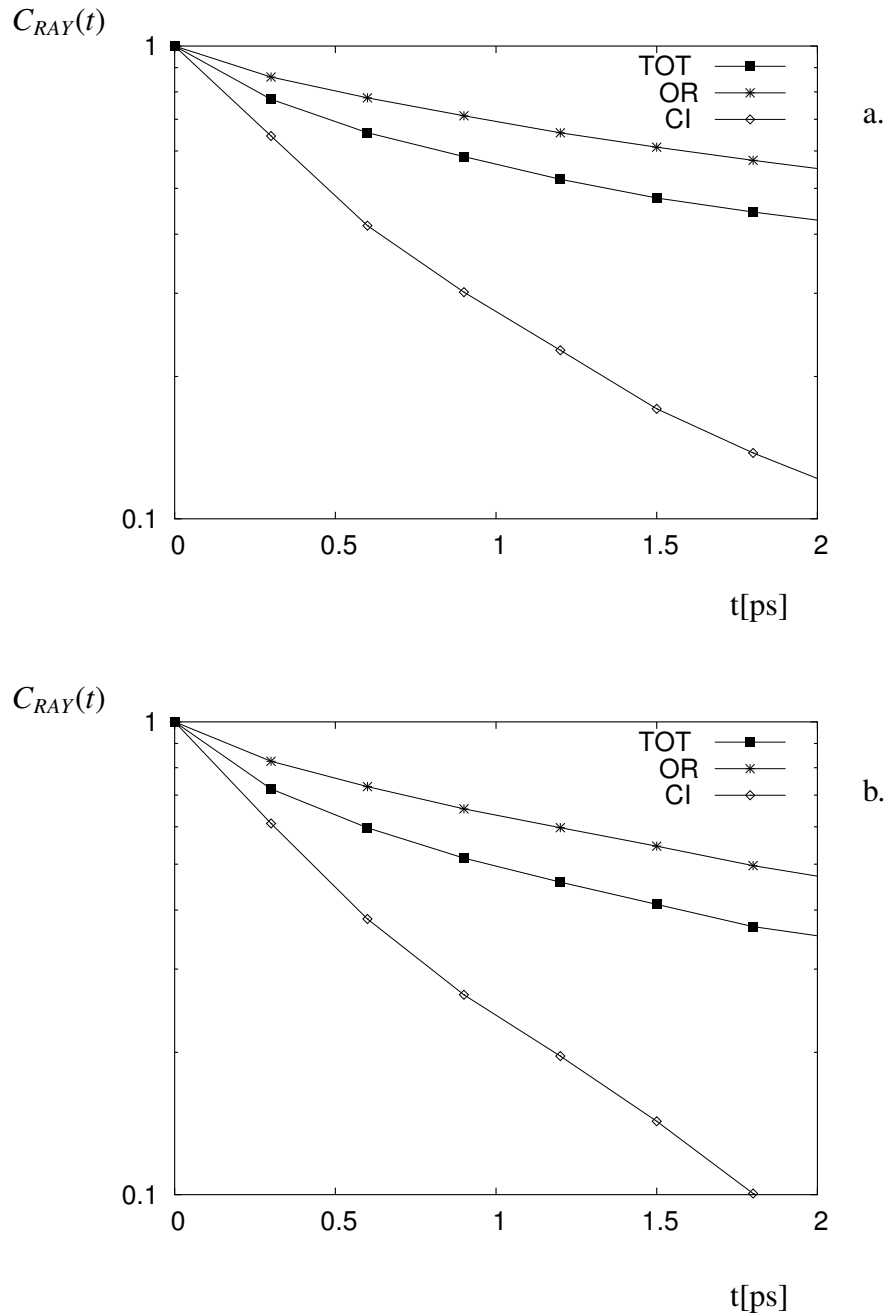 C_RAY(t)
1
TOT
OR
CI
a.
0.1
0 0.5 1 1.5 2
t[ps]
C_RAY(t)
1
TOT
OR
CI
b.
0.1
0 0.5 1 1.5 2
t[ps]